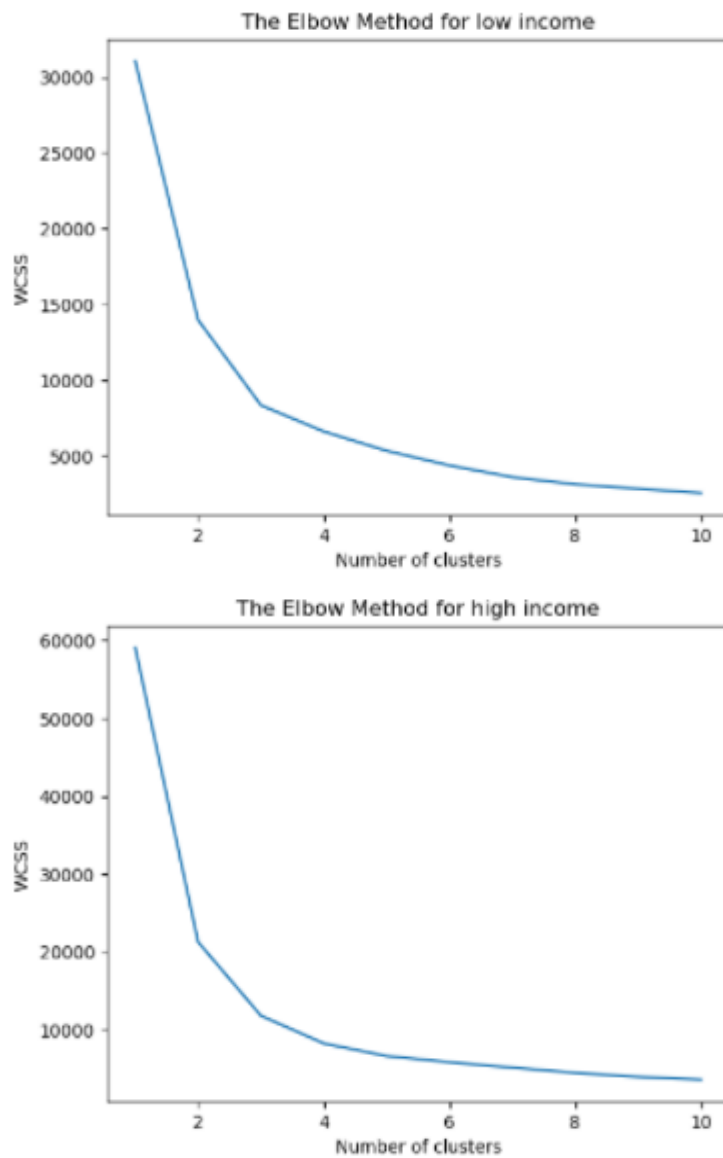 The Elbow Method for low income
30000
25000
20000
15000
10000
5000
WCSS
2 4 6 8 10
Number of clusters
The Elbow Method for high income
60000
50000
40000
30000
20000
10000
WCSS
2 4 6 8 10
Number of clusters